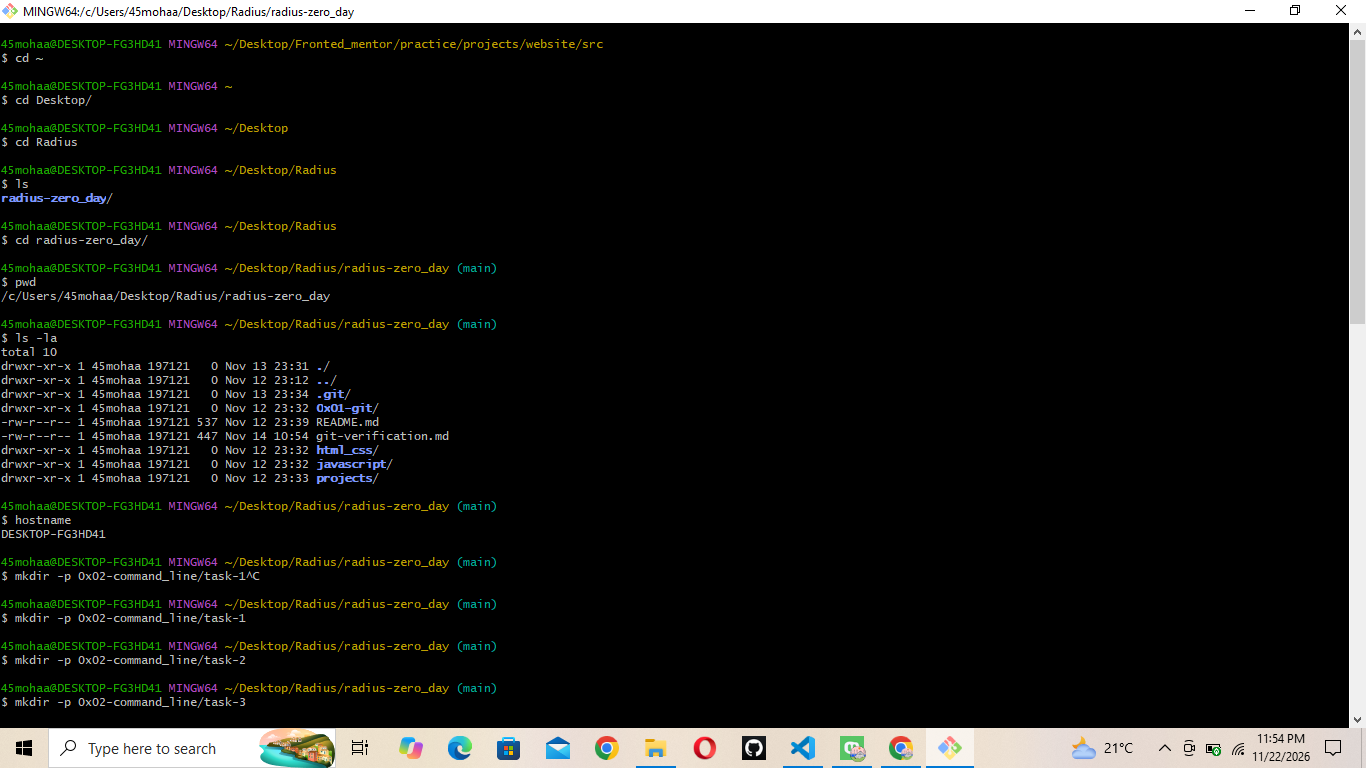 MINGW64:/c/Users/45mohaa/Desktop/Radius/radius-zero_day
45mohaa@DESKTOP-FG3HD41 MINGW64 ~/Desktop/Fronted_mentor/practice/projects/website/src
$ cd ~
45mohaa@DESKTOP-FG3HD41 MINGW64 ~
$ cd Desktop/
45mohaa@DESKTOP-FG3HD41 MINGW64 ~/Desktop
$ cd Radius
45mohaa@DESKTOP-FG3HD41 MINGW64 ~/Desktop/Radius
$ ls
radius-zero_day/
45mohaa@DESKTOP-FG3HD41 MINGW64 ~/Desktop/Radius
$ cd radius-zero_day/
45mohaa@DESKTOP-FG3HD41 MINGW64 ~/Desktop/Radius/radius-zero_day (main)
$ pwd
/c/Users/45mohaa/Desktop/Radius/radius-zero_day
45mohaa@DESKTOP-FG3HD41 MINGW64 ~/Desktop/Radius/radius-zero_day (main)
$ ls -la
total 10
drwxr-xr-x 1 45mohaa 197121   0 Nov 13 23:31 ./
drwxr-xr-x 1 45mohaa 197121   0 Nov 12 23:12 ../
drwxr-xr-x 1 45mohaa 197121   0 Nov 13 23:34 .git/
drwxr-xr-x 1 45mohaa 197121   0 Nov 12 23:32 0x01-git/
-rw-r--r-- 1 45mohaa 197121 537 Nov 12 23:39 README.md
-rw-r--r-- 1 45mohaa 197121 447 Nov 14 10:54 git-verification.md
drwxr-xr-x 1 45mohaa 197121   0 Nov 12 23:32 html_css/
drwxr-xr-x 1 45mohaa 197121   0 Nov 12 23:32 javascript/
drwxr-xr-x 1 45mohaa 197121   0 Nov 12 23:33 projects/
45mohaa@DESKTOP-FG3HD41 MINGW64 ~/Desktop/Radius/radius-zero_day (main)
$ hostname
DESKTOP-FG3HD41
45mohaa@DESKTOP-FG3HD41 MINGW64 ~/Desktop/Radius/radius-zero_day (main)
$ mkdir -p 0x02-command_line/task-1^C
45mohaa@DESKTOP-FG3HD41 MINGW64 ~/Desktop/Radius/radius-zero_day (main)
$ mkdir -p 0x02-command_line/task-1
45mohaa@DESKTOP-FG3HD41 MINGW64 ~/Desktop/Radius/radius-zero_day (main)
$ mkdir -p 0x02-command_line/task-2
45mohaa@DESKTOP-FG3HD41 MINGW64 ~/Desktop/Radius/radius-zero_day (main)
$ mkdir -p 0x02-command_line/task-3
Type here to search
21°C
11:54 PM
11/22/2026